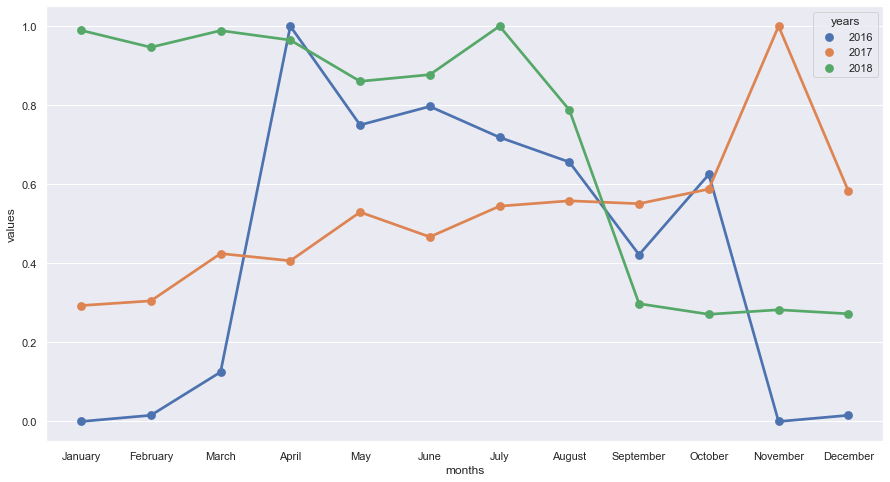 years
2016
2017
2018
1.0
0.8
0.6
0.4
0.2
0.0
values
January February March April May June July August September October November December
months